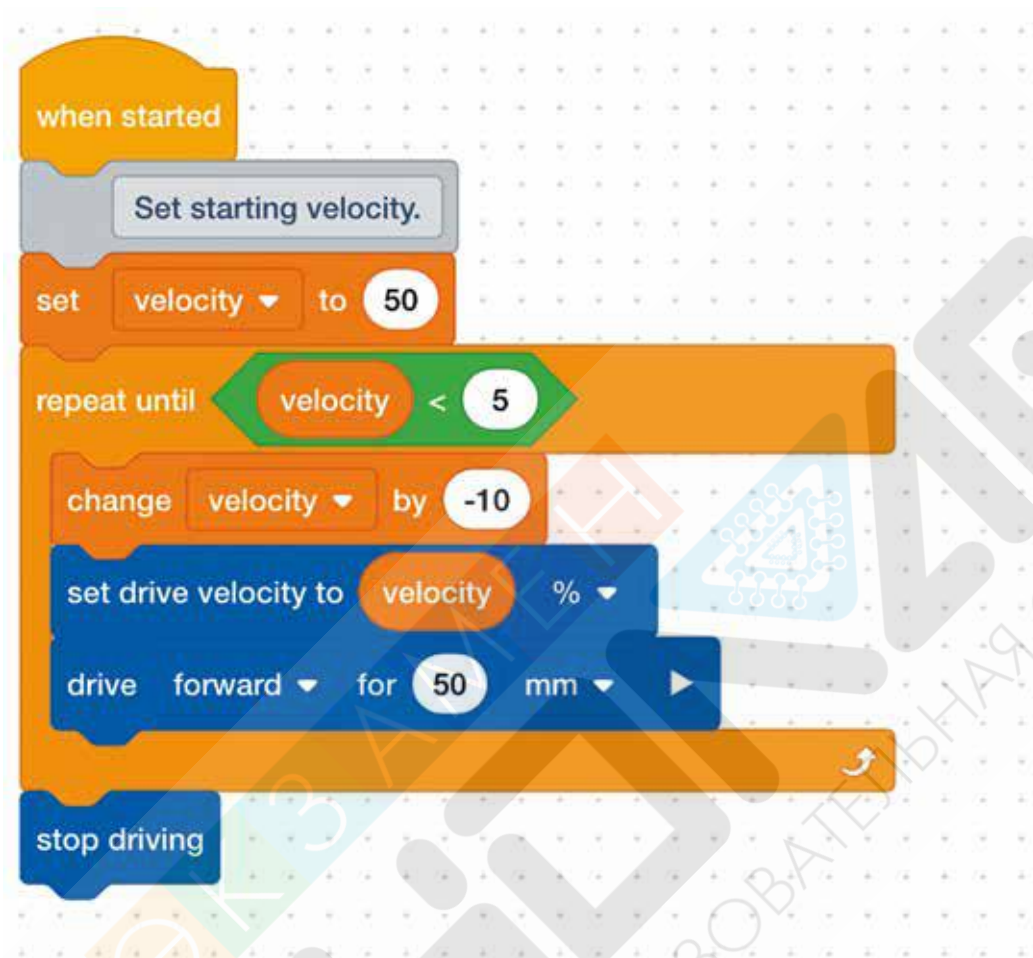 when started
Set starting velocity.
set velocity to 50
repeat until velocity < 5
change velocity by -10
set drive velocity to velocity %
drive forward for 50 mm
stop driving
ЭКЗАМЕН